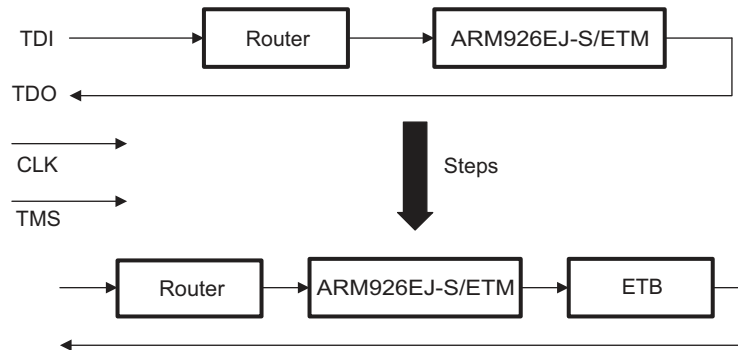 TDI
Router
ARM926EJ-S/ETM
TDO
CLK
Steps
TMS
Router
ARM926EJ-S/ETM
ETB